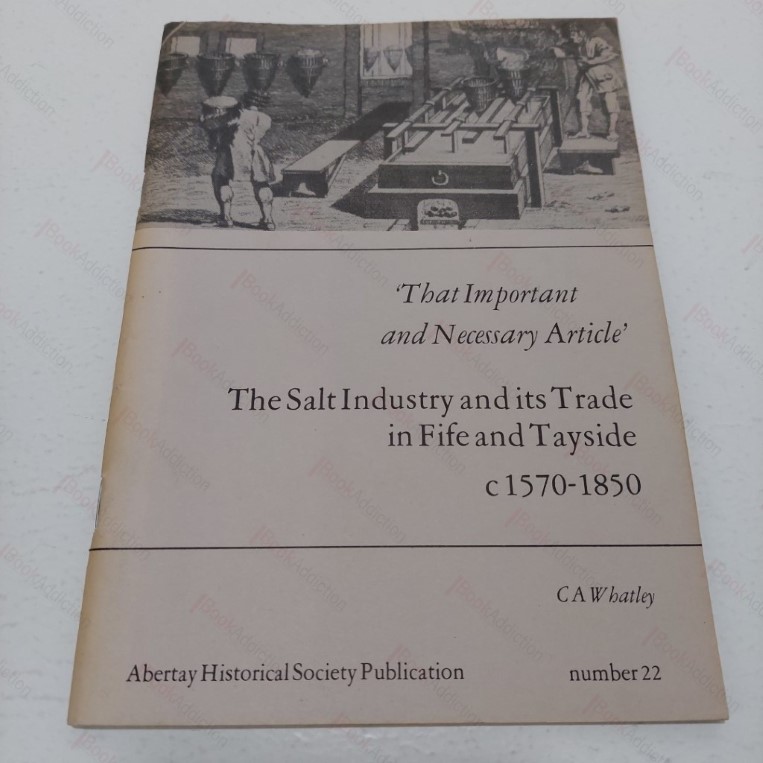 'That Important
and Necessary Article'
The Salt Industry and its Trade
in Fife and Tayside
c 1570-1850
C A Whatley
Abertay Historical Society Publication number 22
BookAddiction